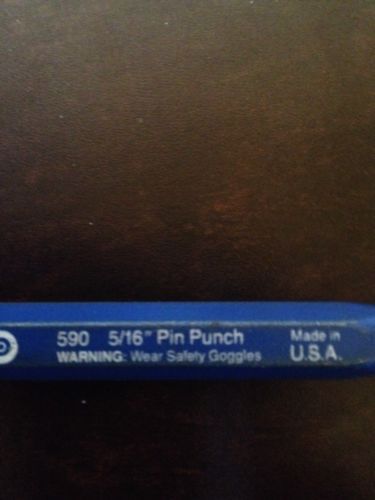 590 5/16" Pin Punch
WARNING: Wear Safety Goggles
Made in
U.S.A.